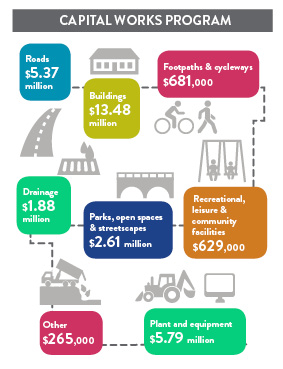 CAPITAL WORKS PROGRAM
Roads
$5.37
million
Buildings
$13.48
million
Footpaths & cycleways
$681,000
Drainage
$1.88
million
Parks, open spaces
& streetscapes
$2.61 million
Recreational,
leisure &
community
facilities
$629,000
Other
$265,000
Plant and equipment
$5.79 million